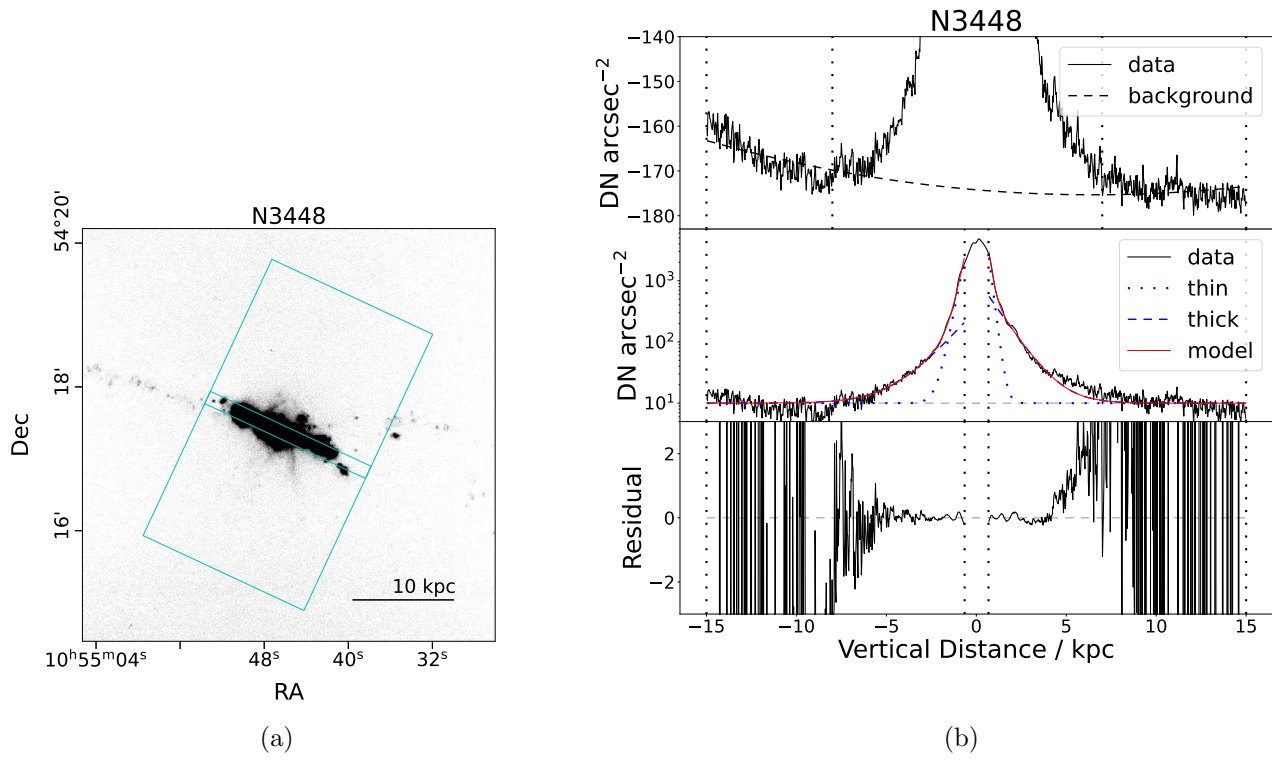 N3448
54°20'
18'
16'
Dec
10 kpc
10ʰ55ᵐ04ˢ
48ˢ
40ˢ
32ˢ
RA
(a)
N3448
−140
−150
−160
−170
−180
DN arcsec⁻²
data
background
10³
10²
10¹
DN arcsec⁻²
data
thin
thick
model
2
0
−2
Residual
−15
−10
−5
0
5
10
15
Vertical Distance / kpc
(b)